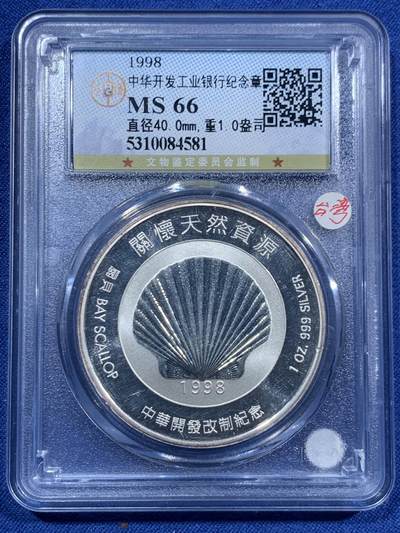 1998
中华开发工业银行纪念章
MS 66
直径40.0mm,重1.0盎司
5310084581
★ 文物鉴定委员会监制 ★
台灣
關懷天然資源
扇貝 BAY SCALLOP
1 OZ. 999 SILVER
1998
中華開發改制紀念